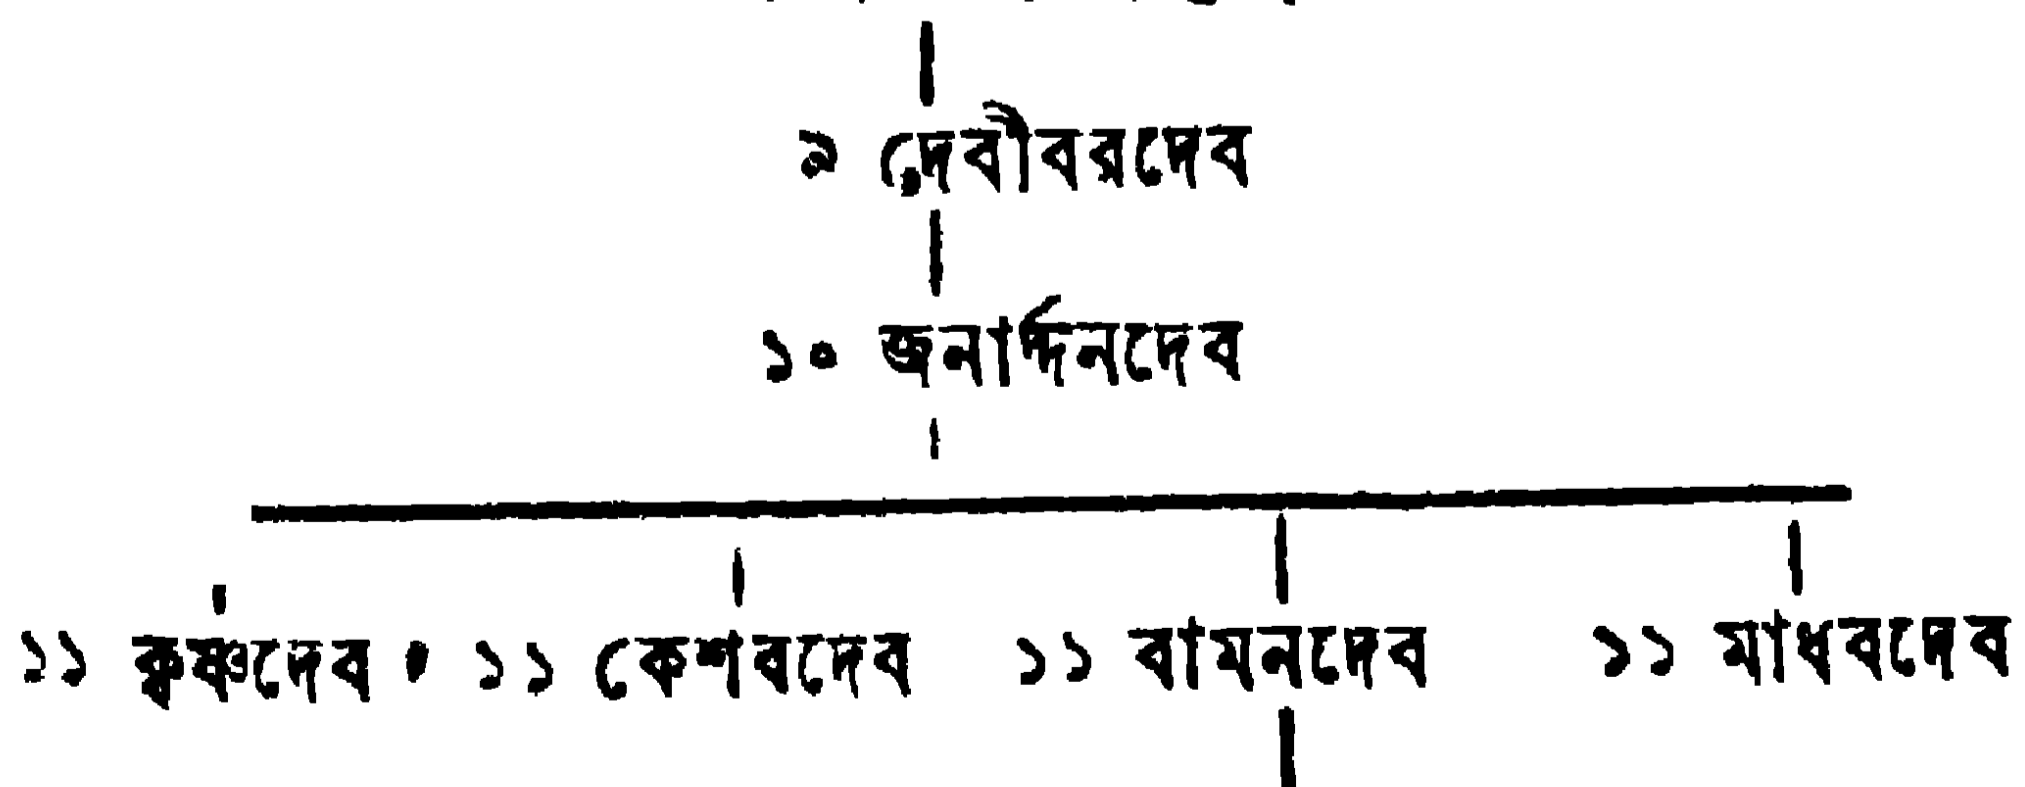 ৯ দেবীবরদেব
১০ জনার্দ্দনদেব
১১ কৃষ্ণদেব ১১ কেশবদেব ১১ বামনদেব ১১ মাধবদেব